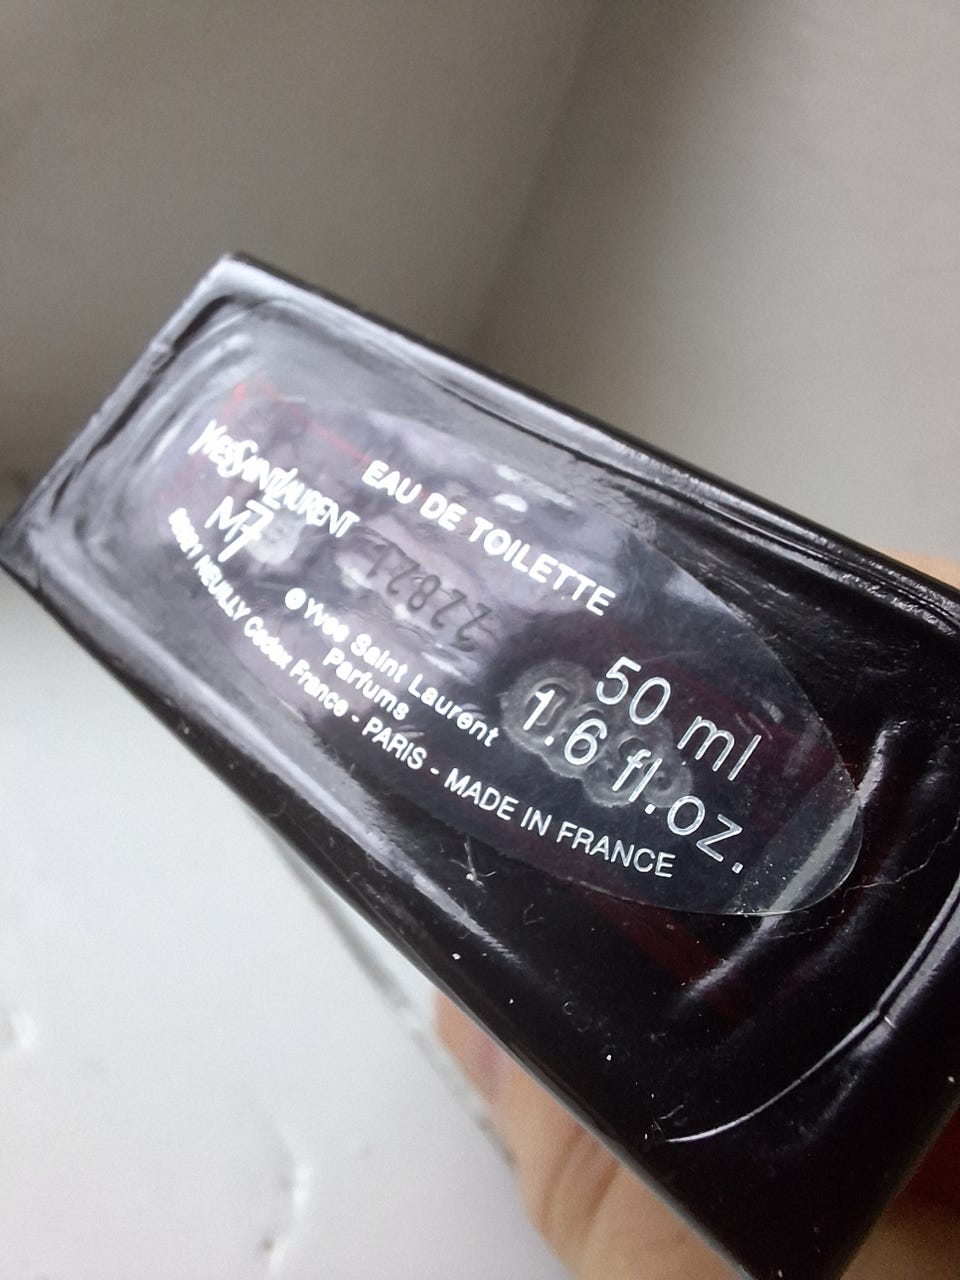 YVESSAINTLAURENT
M7
EAU DE TOILETTE
50 ml
1.6 fl.oz.
©Yves Saint Laurent
Parfums
NEUILLY Cedex France - PARIS - MADE IN FRANCE